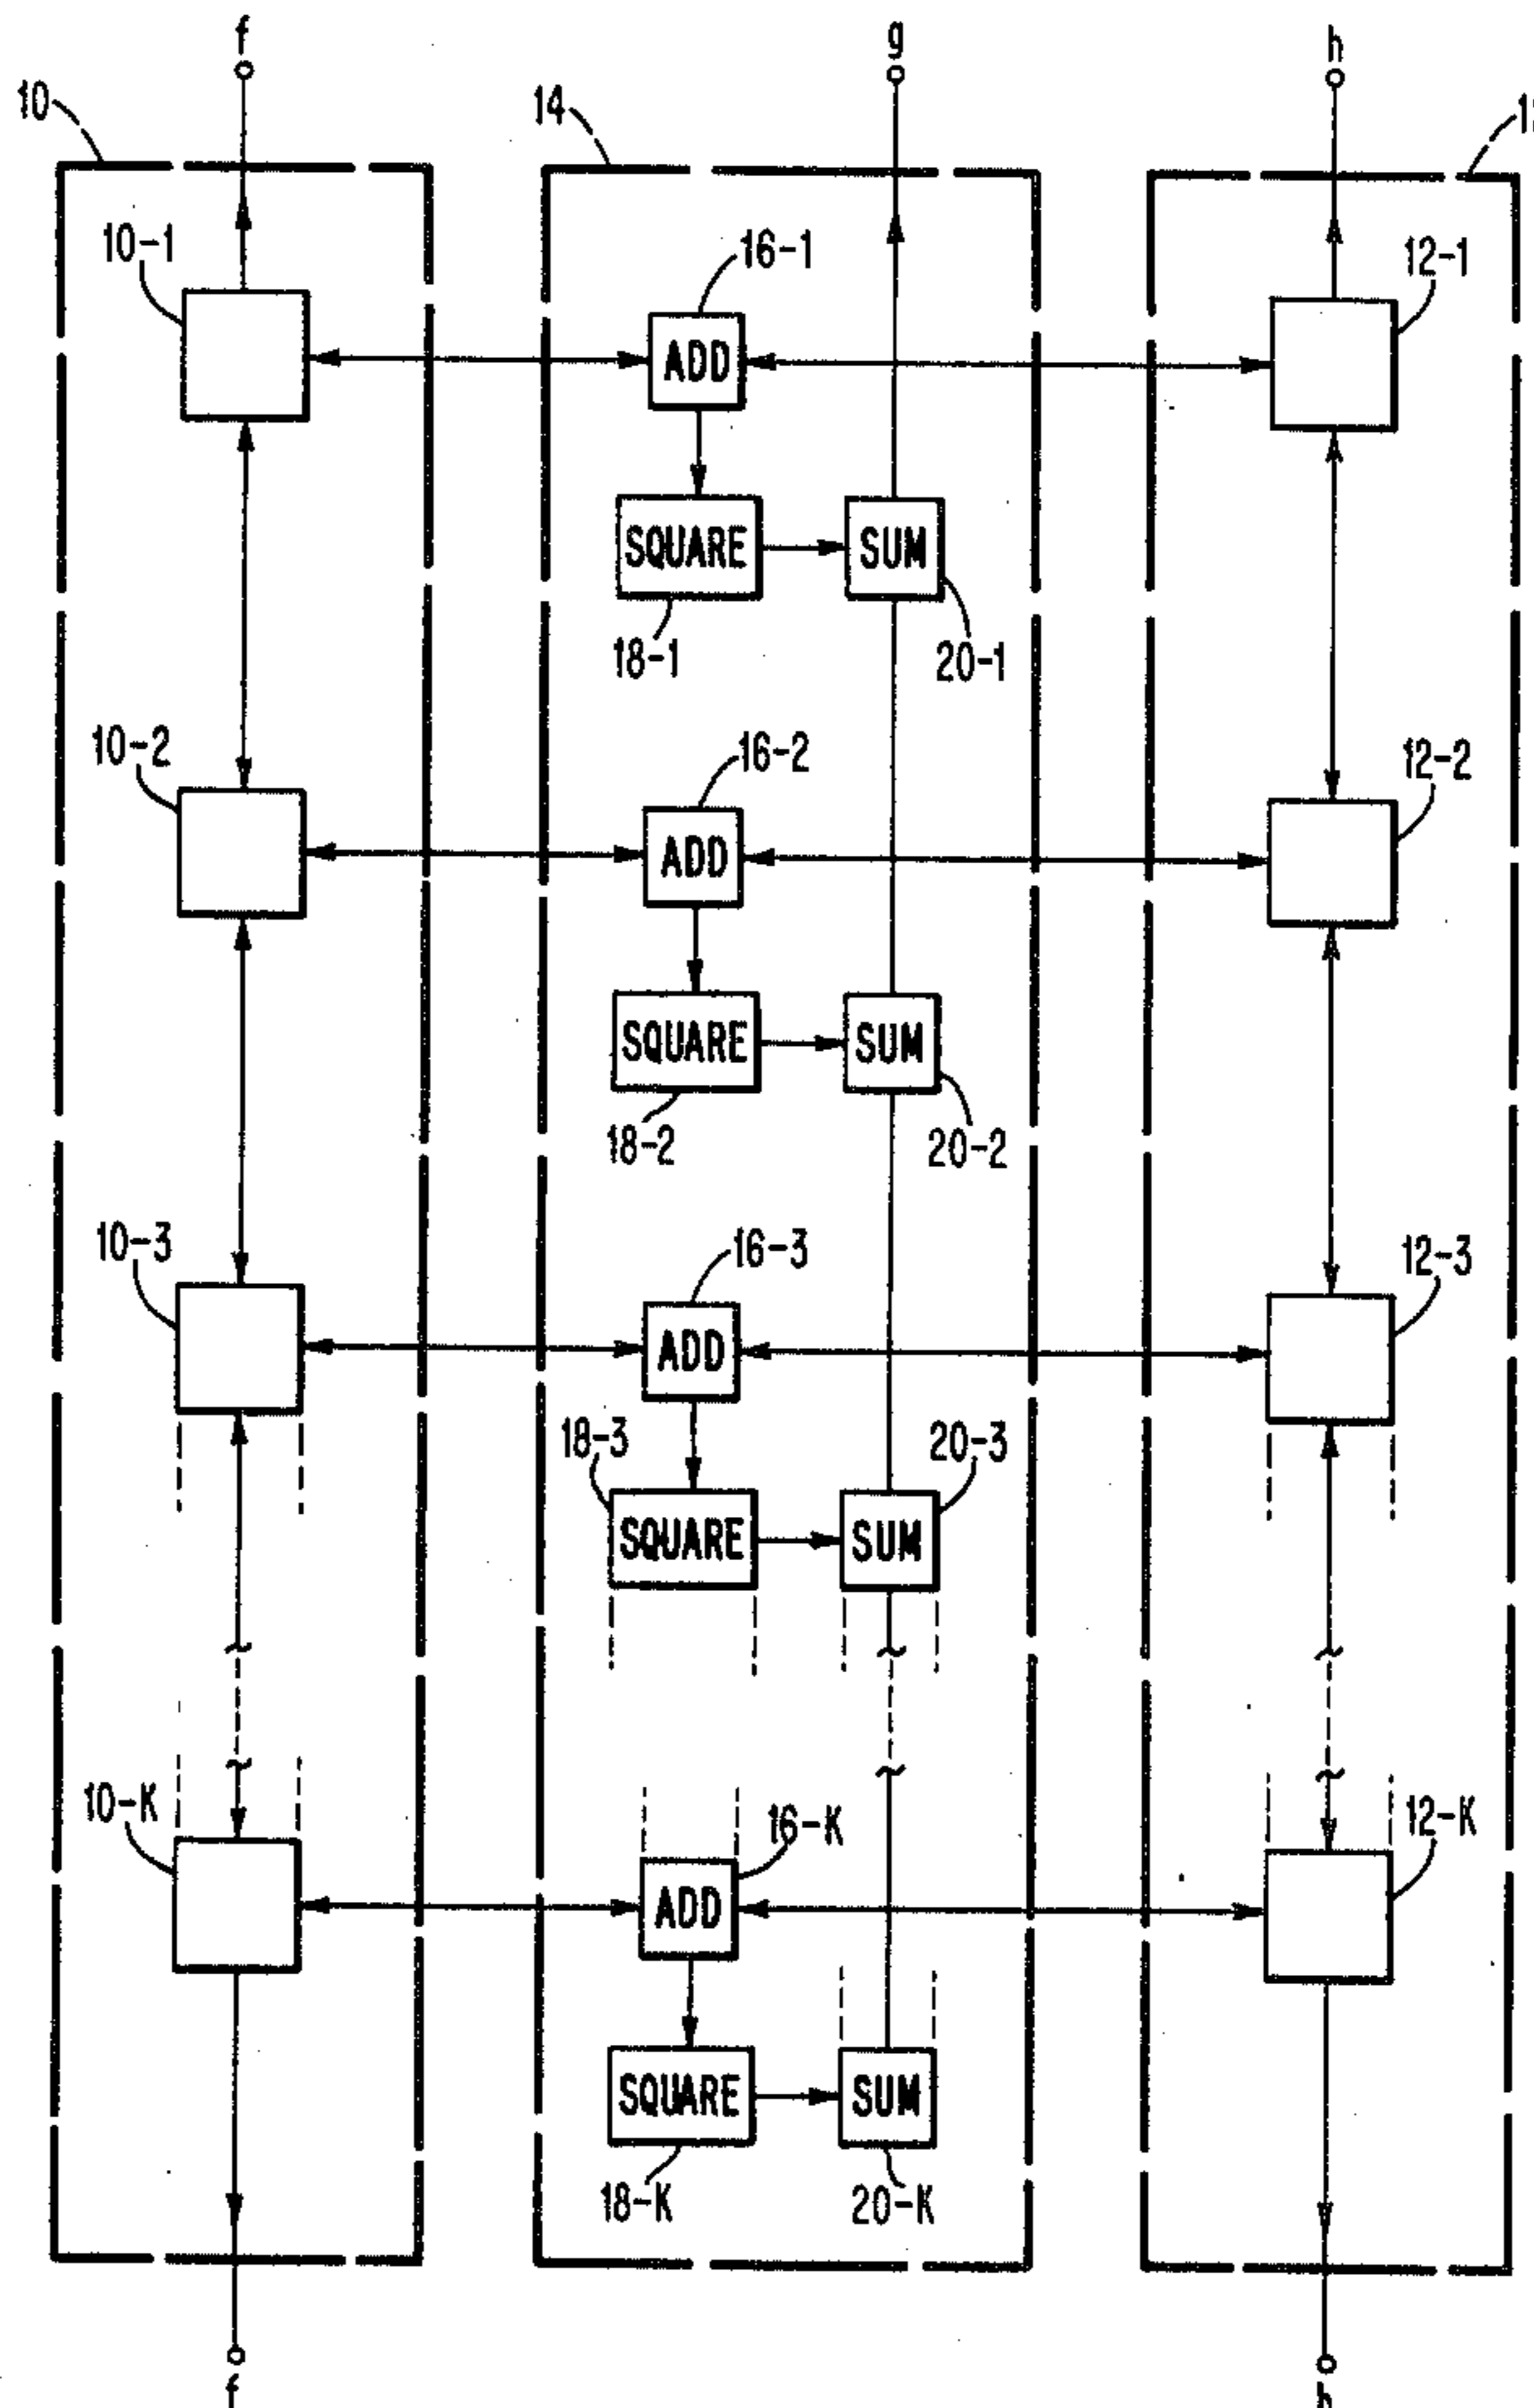 f
g
h
10
14
10-1
16-1
12-1
ADD
SQUARE
SUM
18-1
20-1
10-2
16-2
12-2
ADD
SQUARE
SUM
18-2
20-2
10-3
16-3
12-3
ADD
18-3
20-3
SQUARE
SUM
10-K
16-K
12-K
ADD
SQUARE
SUM
18-K
20-K
f
h